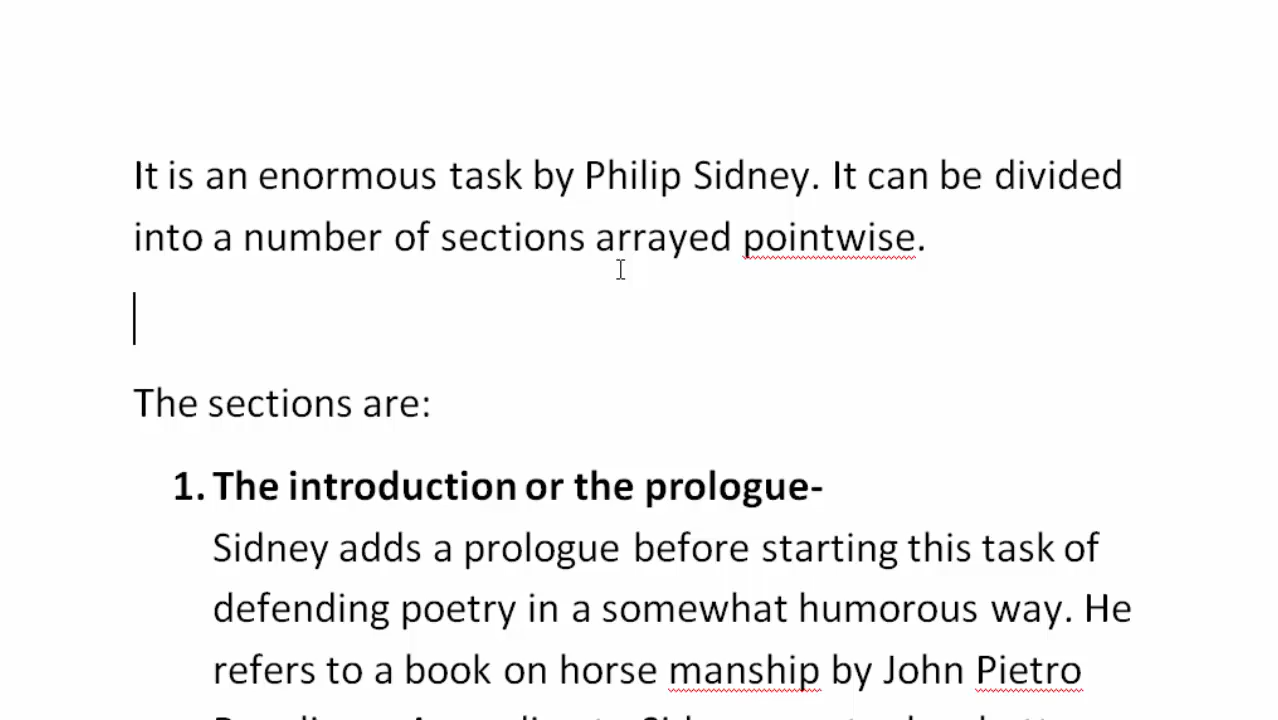 It is an enormous task by Philip Sidney. It can be divided
into a number of sections arrayed pointwise.
The sections are:
1. The introduction or the prologue-
Sidney adds a prologue before starting this task of
defending poetry in a somewhat humorous way. He
refers to a book on horse manship by John Pietro